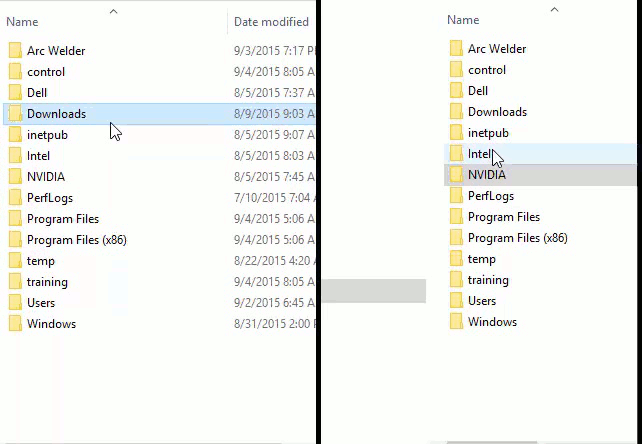 Name Date modified
Arc Welder 9/3/2015 7:17 P
control 9/4/2015 8:05 A
Dell 8/5/2015 7:37 A
Downloads 8/9/2015 9:03 A
inetpub 8/5/2015 9:07 A
Intel 8/5/2015 8:03 A
NVIDIA 8/5/2015 7:45 A
PerfLogs 7/10/2015 7:04
Program Files 9/4/2015 5:06 A
Program Files (x86) 9/4/2015 5:06 A
temp 8/22/2015 4:20
training 9/4/2015 8:05 A
Users 9/2/2015 6:45 A
Windows 8/31/2015 2:00
Name
Arc Welder
control
Dell
Downloads
inetpub
Intel
NVIDIA
PerfLogs
Program Files
Program Files (x86)
temp
training
Users
Windows